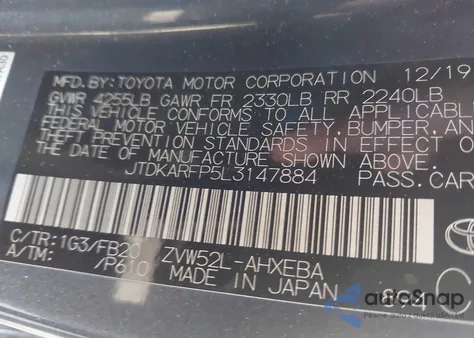 MFD.BY:TOYOTA MOTOR CORPORATION 12/19
GVWR 4255LB GAWR FR 2330LB RR 2240LB
THIS VEHICLE CONFORMS TO ALL APPLICABLE
FEDERAL MOTOR VEHICLE SAFETY,BUMPER,AN
THEFT PREVENTION STANDARDS IN EFFECT O
THE DATE OF MANUFACTURE SHOWN ABOVE.
JTDKARFP5L3147884 PASS.CAR
C/TR:1G3/FB20 ZVW52L-AHXEBA
A/TM: /P610 MADE IN JAPAN
TOYOTA
autoSnap